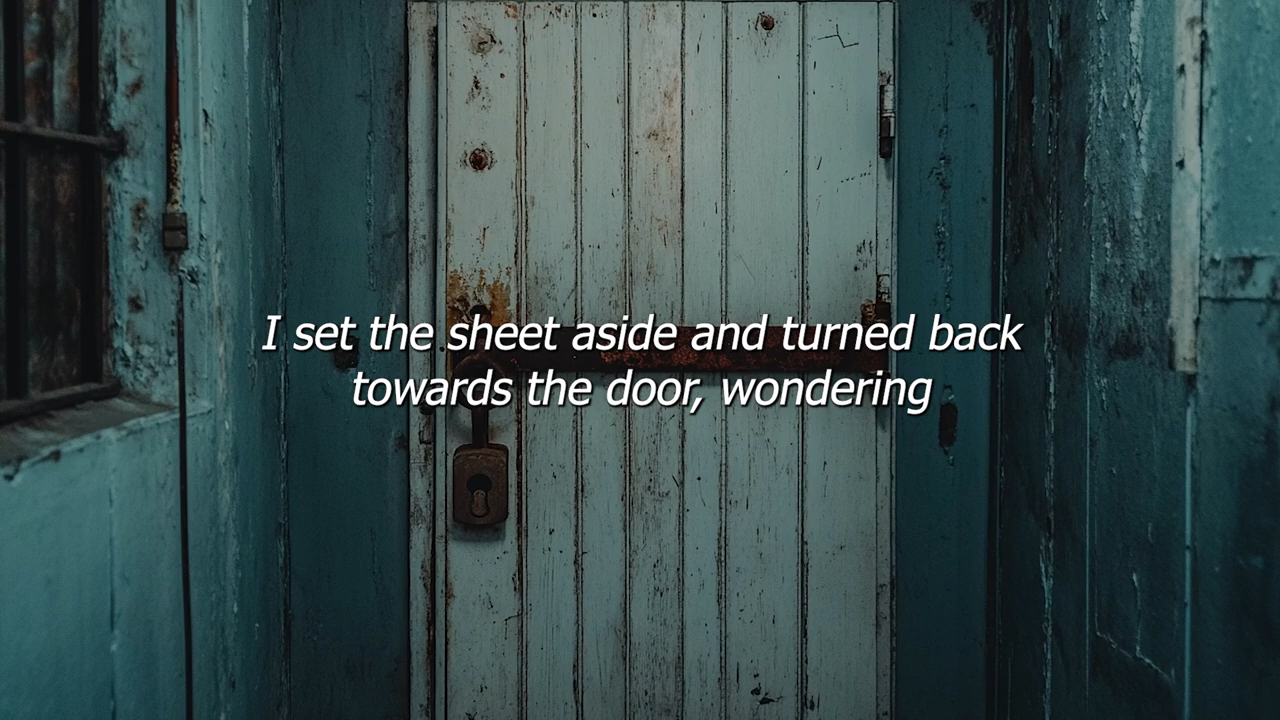 I set the sheet aside and turned back
towards the door, wondering